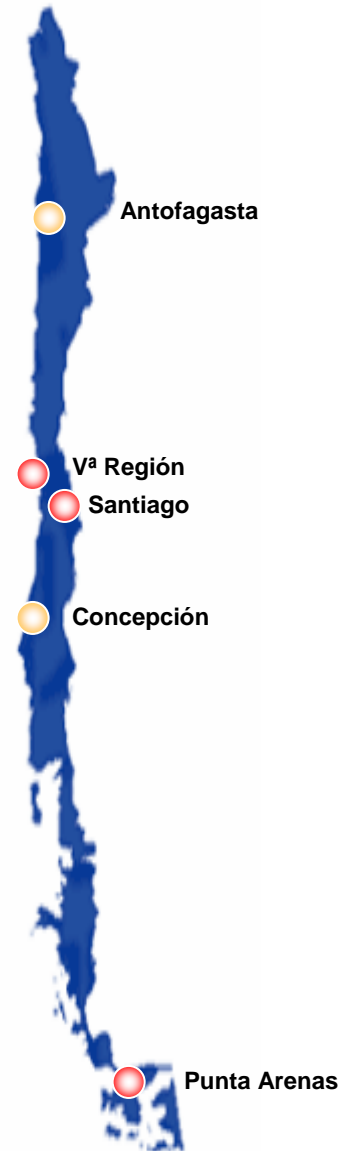 Antofagasta
Vª Región
Santiago
Concepción
Punta Arenas